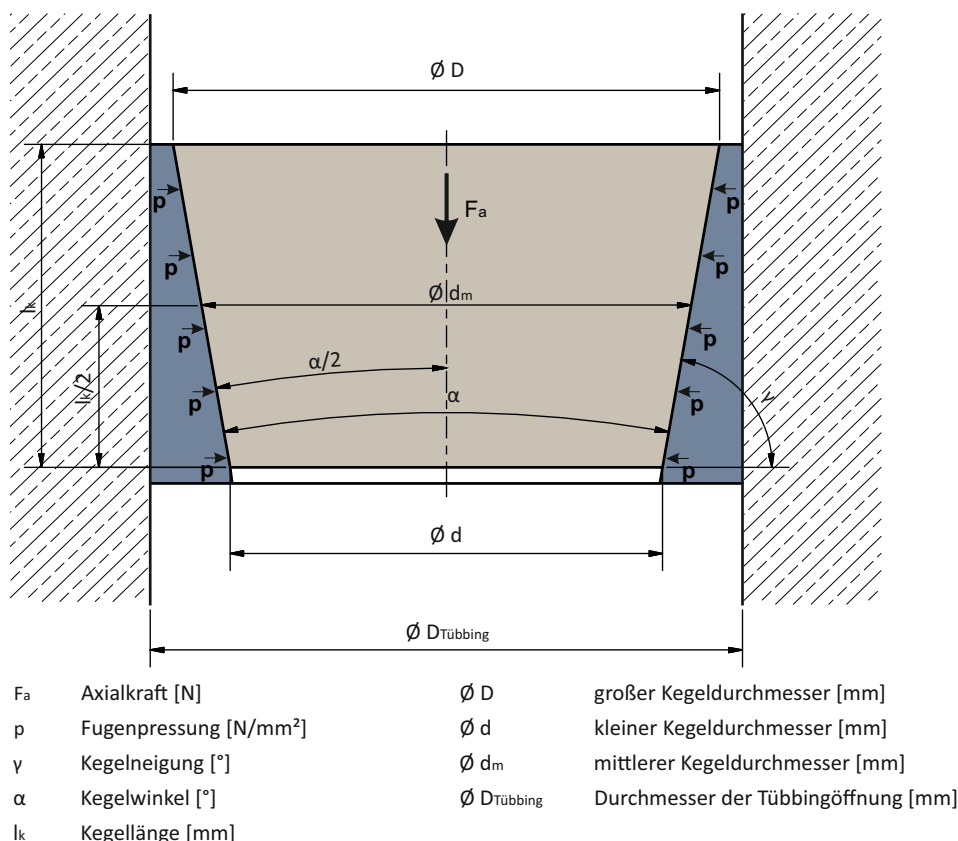 Ø D
Fa
p p
p p
Ø dm
lk
p p
α/2
lk/2
α
γ
p p
p p
Ø d
Ø DTübbing
Fa Axialkraft [N] Ø D großer Kegeldurchmesser [mm]
p Fugenpressung [N/mm²] Ø d kleiner Kegeldurchmesser [mm]
γ Kegelneigung [°] Ø dm mittlerer Kegeldurchmesser [mm]
α Kegelwinkel [°] Ø DTübbing Durchmesser der Tübbingöffnung [mm]
lk Kegellänge [mm]